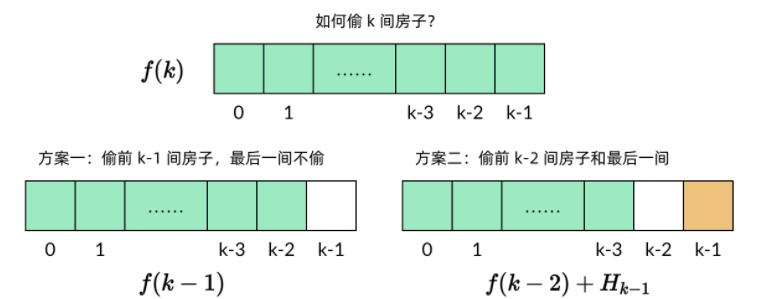 如何偷 k 间房子？
f(k)
……
0 1 k-3 k-2 k-1
方案一：偷前 k-1 间房子，最后一间不偷
……
0 1 k-3 k-2 k-1
f(k − 1)
方案二：偷前 k-2 间房子和最后一间
……
0 1 k-3 k-2 k-1
f(k − 2) + H_{k−1}